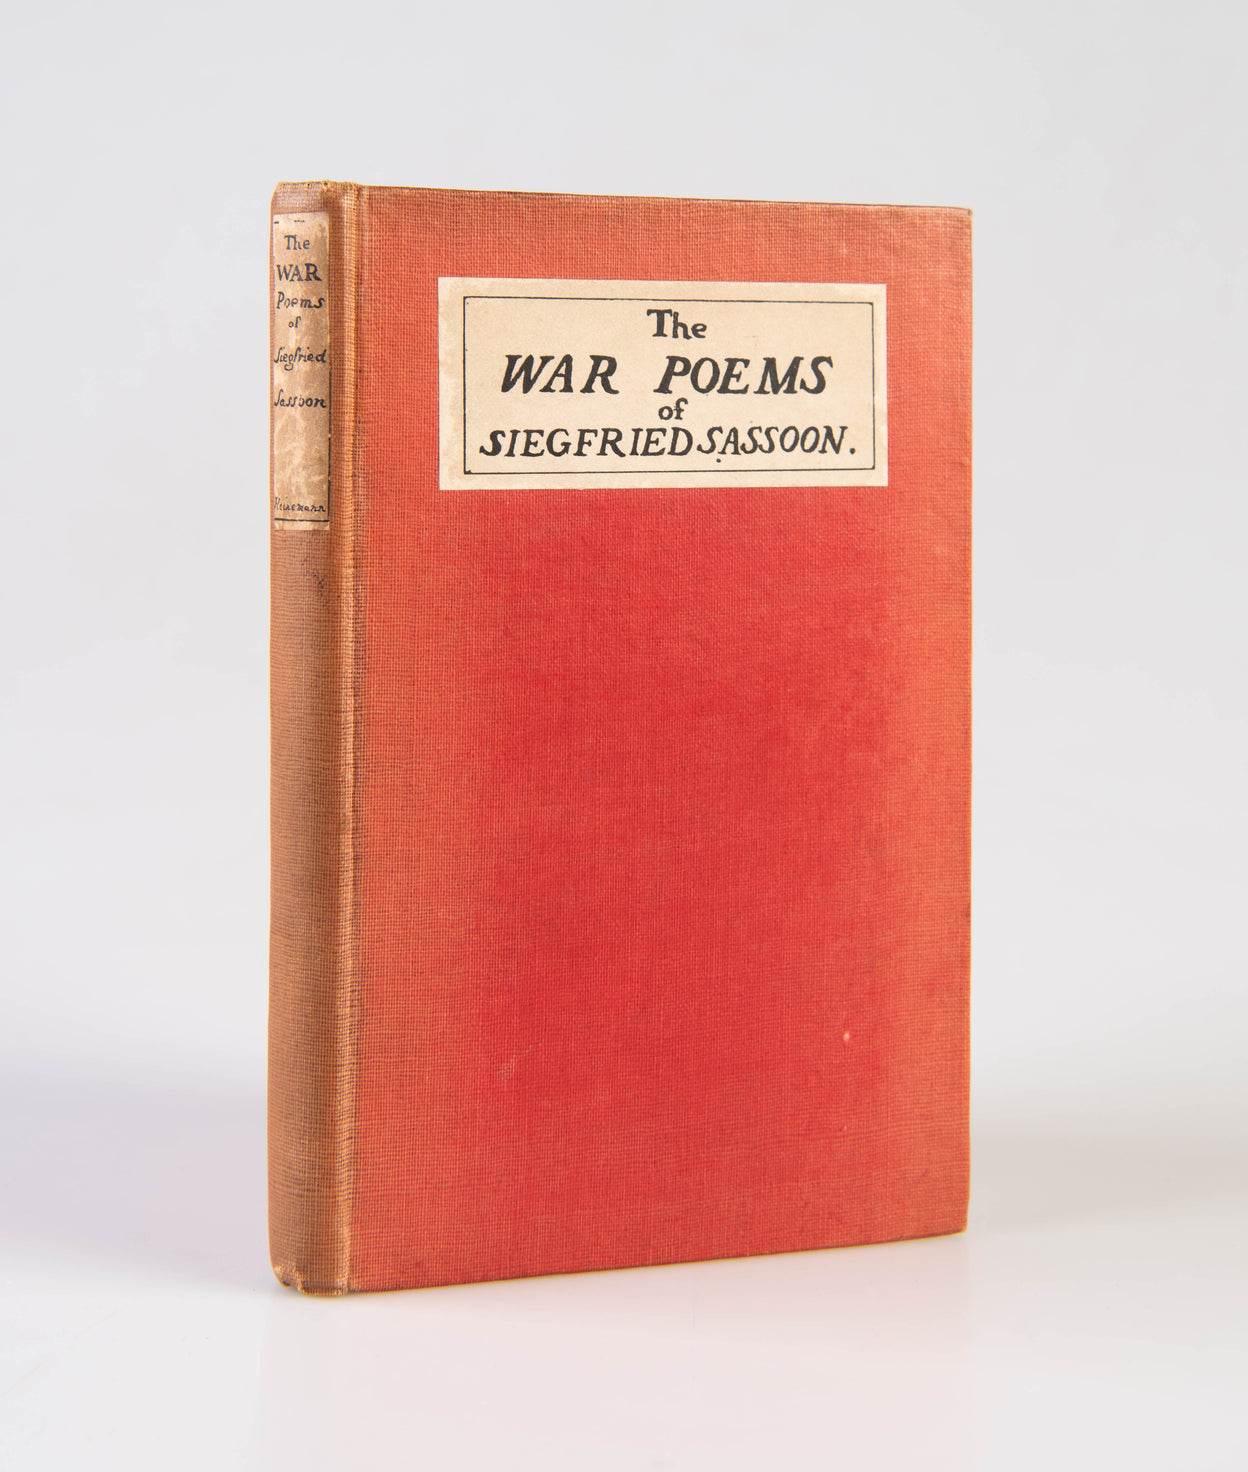 The
WAR
Poems
of
Siegfried
Sassoon
Heinemann
The
WAR POEMS
of
SIEGFRIED SASSOON.